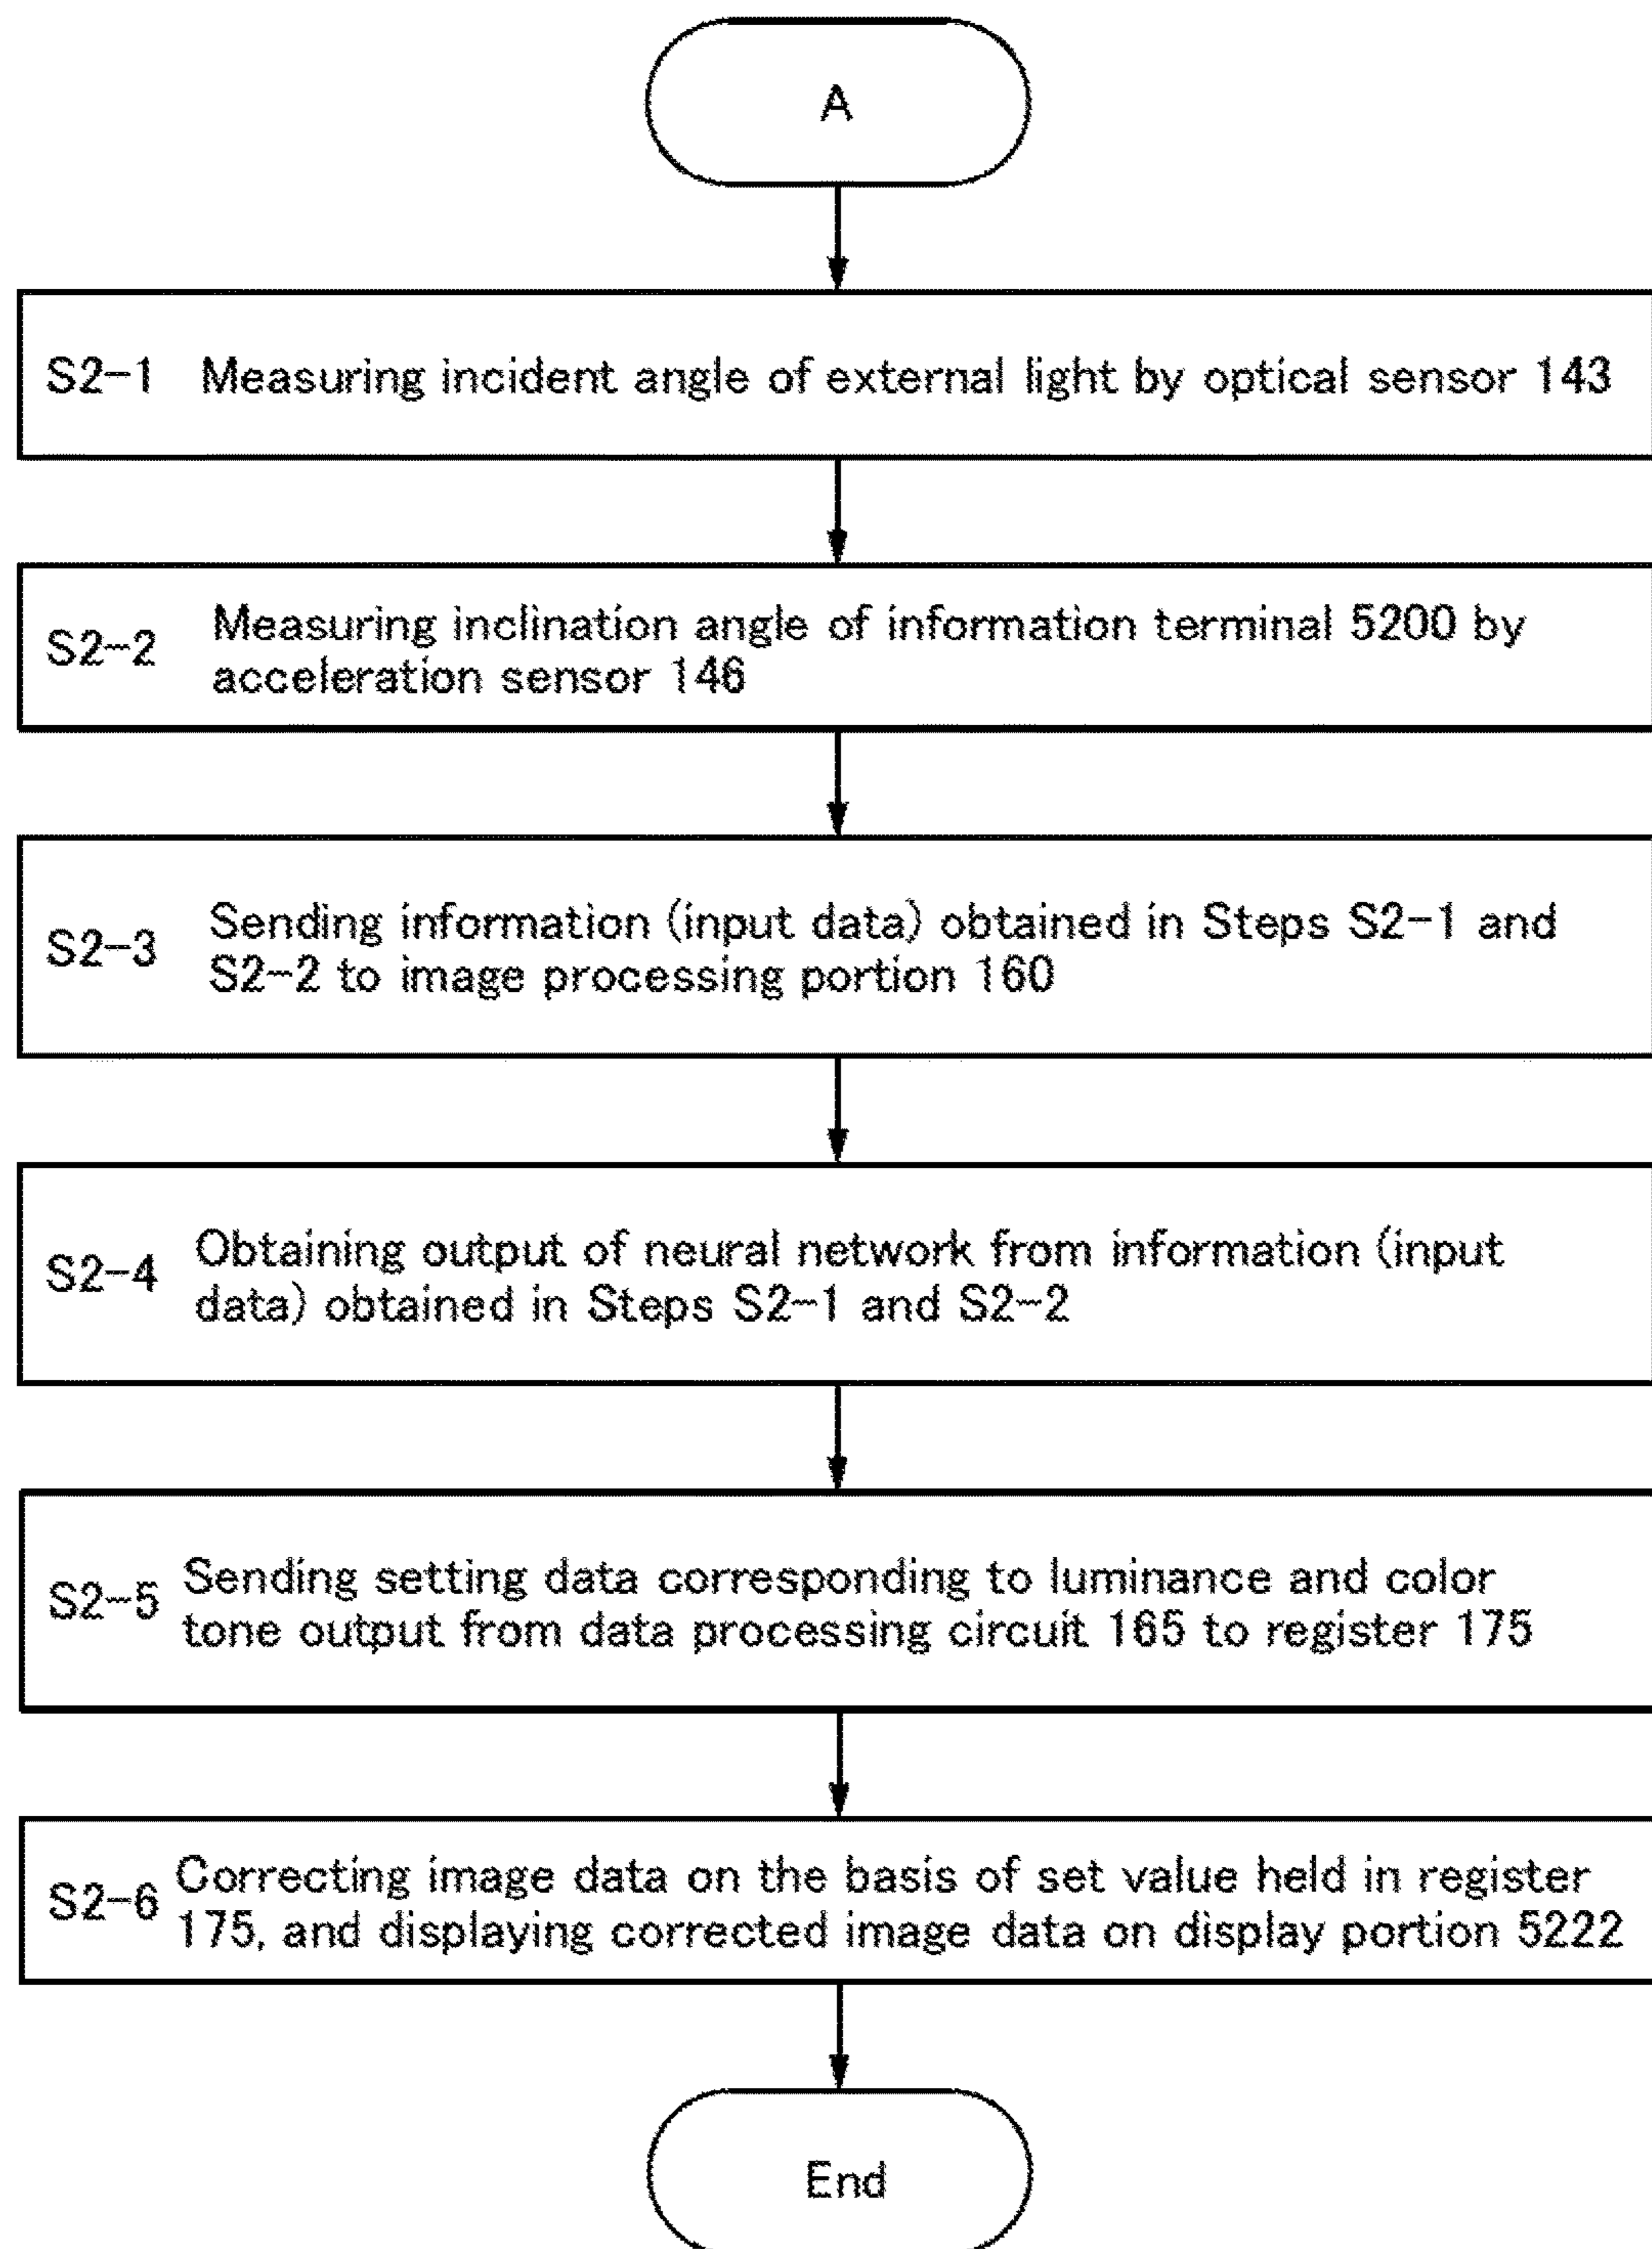 A
S2-1 Measuring incident angle of external light by optical sensor 143
S2-2 Measuring inclination angle of information terminal 5200 by
acceleration sensor 146
S2-3 Sending information (input data) obtained in Steps S2-1 and
S2-2 to image processing portion 160
S2-4 Obtaining output of neural network from information (input
data) obtained in Steps S2-1 and S2-2
S2-5 Sending setting data corresponding to luminance and color
tone output from data processing circuit 165 to register 175
S2-6 Correcting image data on the basis of set value held in register
175, and displaying corrected image data on display portion 5222
End